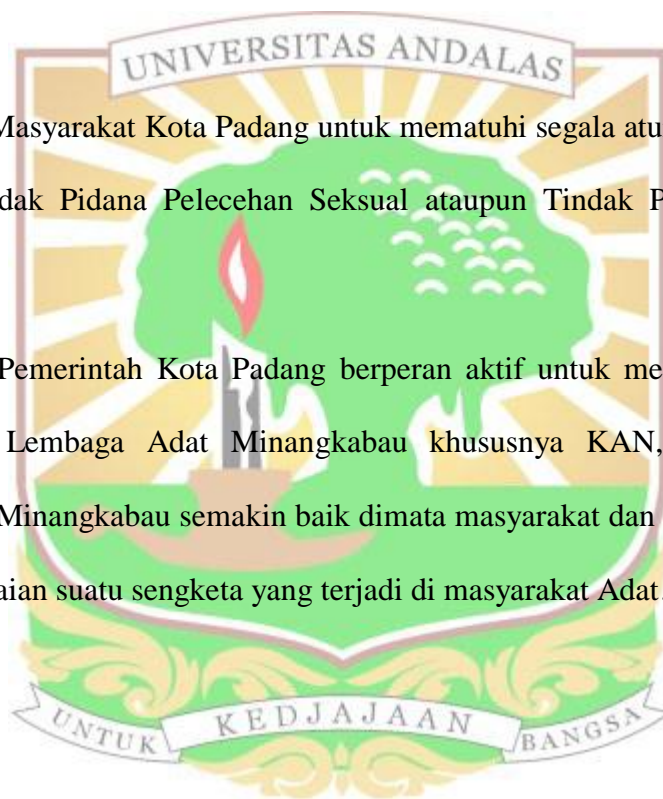 UNIVERSITAS ANDALAS
Masyarakat Kota Padang untuk mematuhi segala atu
dak Pidana Pelecehan Seksual ataupun Tindak P
Pemerintah Kota Padang berperan aktif untuk me
Lembaga Adat Minangkabau khususnya KAN,
Minangkabau semakin baik dimata masyarakat dan
aian suatu sengketa yang terjadi di masyarakat Adat.
UNTUK KEDJAJAAN BANGSA